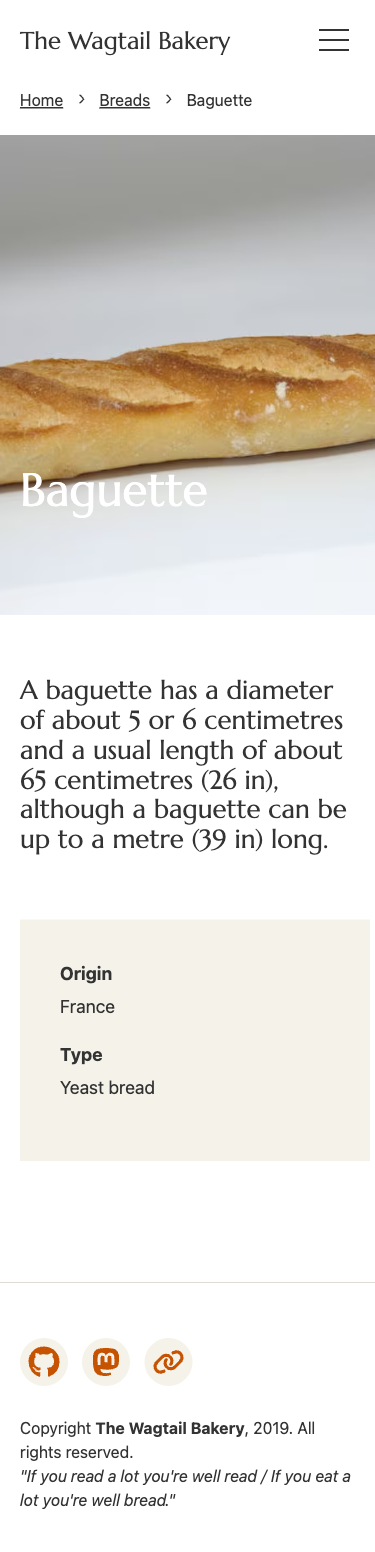 The Wagtail Bakery
Home › Breads › Baguette
Baguette
A baguette has a diameter
of about 5 or 6 centimetres
and a usual length of about
65 centimetres (26 in),
although a baguette can be
up to a metre (39 in) long.
Origin
France
Type
Yeast bread
Copyright The Wagtail Bakery, 2019. All
rights reserved.
"If you read a lot you're well read / If you eat a
lot you're well bread."